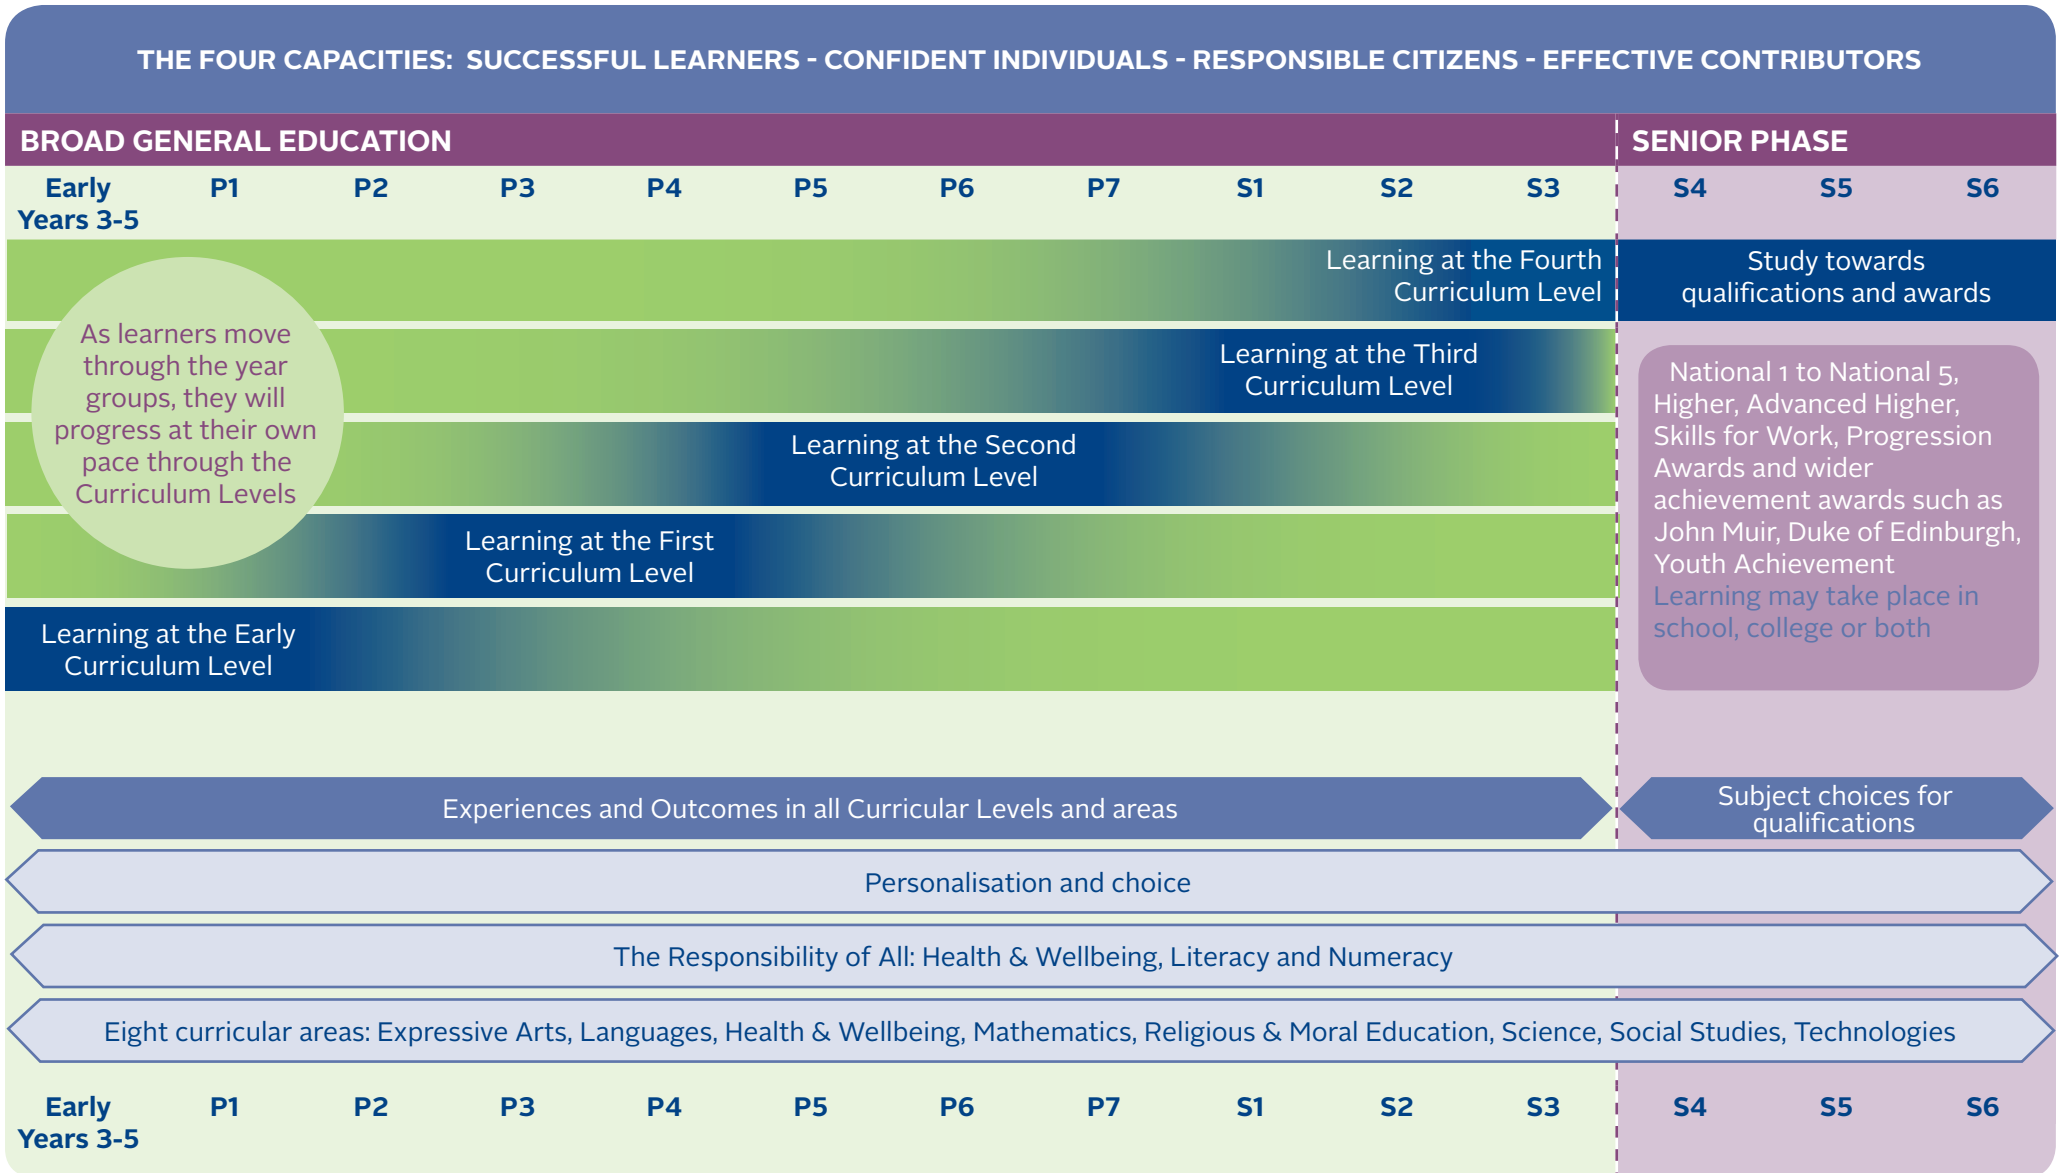 THE FOUR CAPACITIES: SUCCESSFUL LEARNERS - CONFIDENT INDIVIDUALS - RESPONSIBLE CITIZENS - EFFECTIVE CONTRIBUTORS
BROAD GENERAL EDUCATION
SENIOR PHASE
Early P1 P2 P3 P4 P5 P6 P7 S1 S2 S3 S4 S5 S6
Years 3-5
Learning at the Fourth
Curriculum Level
Study towards
qualifications and awards
As learners move
through the year
groups, they will
progress at their own
pace through the
Curriculum Levels
Learning at the Third
Curriculum Level
Learning at the Second
Curriculum Level
Learning at the First
Curriculum Level
Learning at the Early
Curriculum Level
National 1 to National 5,
Higher, Advanced Higher,
Skills for Work, Progression
Awards and wider
achievement awards such as
John Muir, Duke of Edinburgh,
Youth Achievement
Learning may take place in
school, college or both
Experiences and Outcomes in all Curricular Levels and areas
Subject choices for
qualifications
Personalisation and choice
The Responsibility of All: Health & Wellbeing, Literacy and Numeracy
Eight curricular areas: Expressive Arts, Languages, Health & Wellbeing, Mathematics, Religious & Moral Education, Science, Social Studies, Technologies
Early P1 P2 P3 P4 P5 P6 P7 S1 S2 S3 S4 S5 S6
Years 3-5